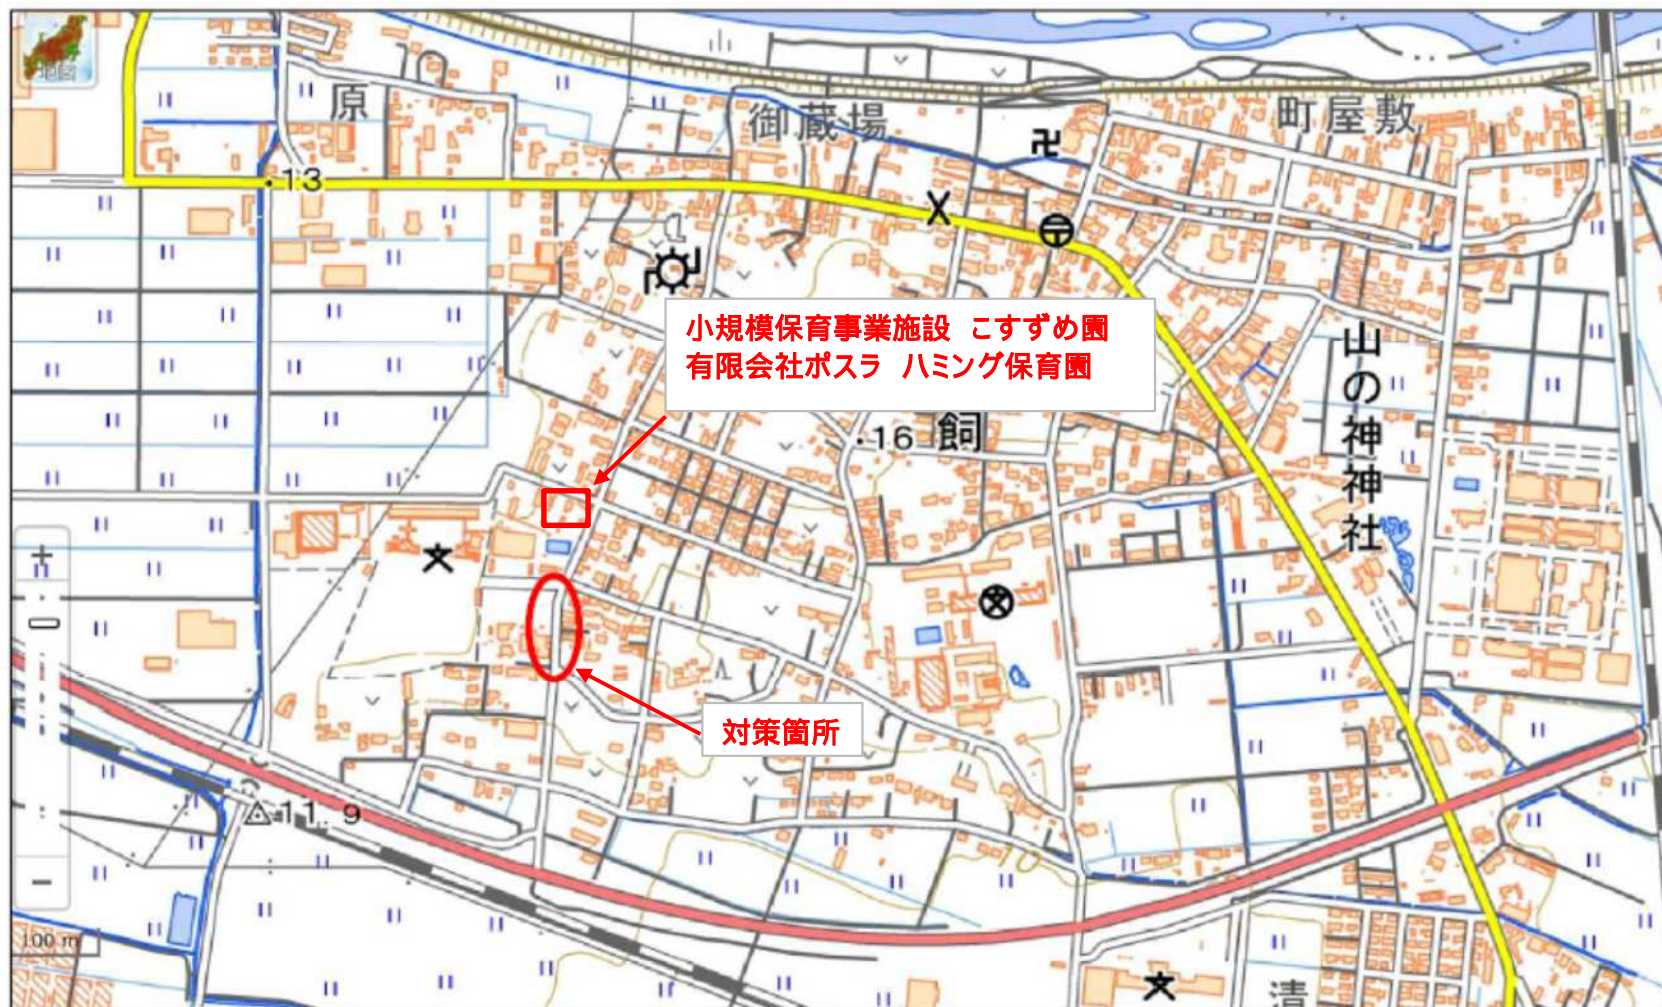 地図
原
御蔵場
町屋敷
13
小規模保育事業施設 こすずめ園
有限会社ポスラ ハミング保育園
山の神神社
16
飼
対策箇所
11.9
100 m
清